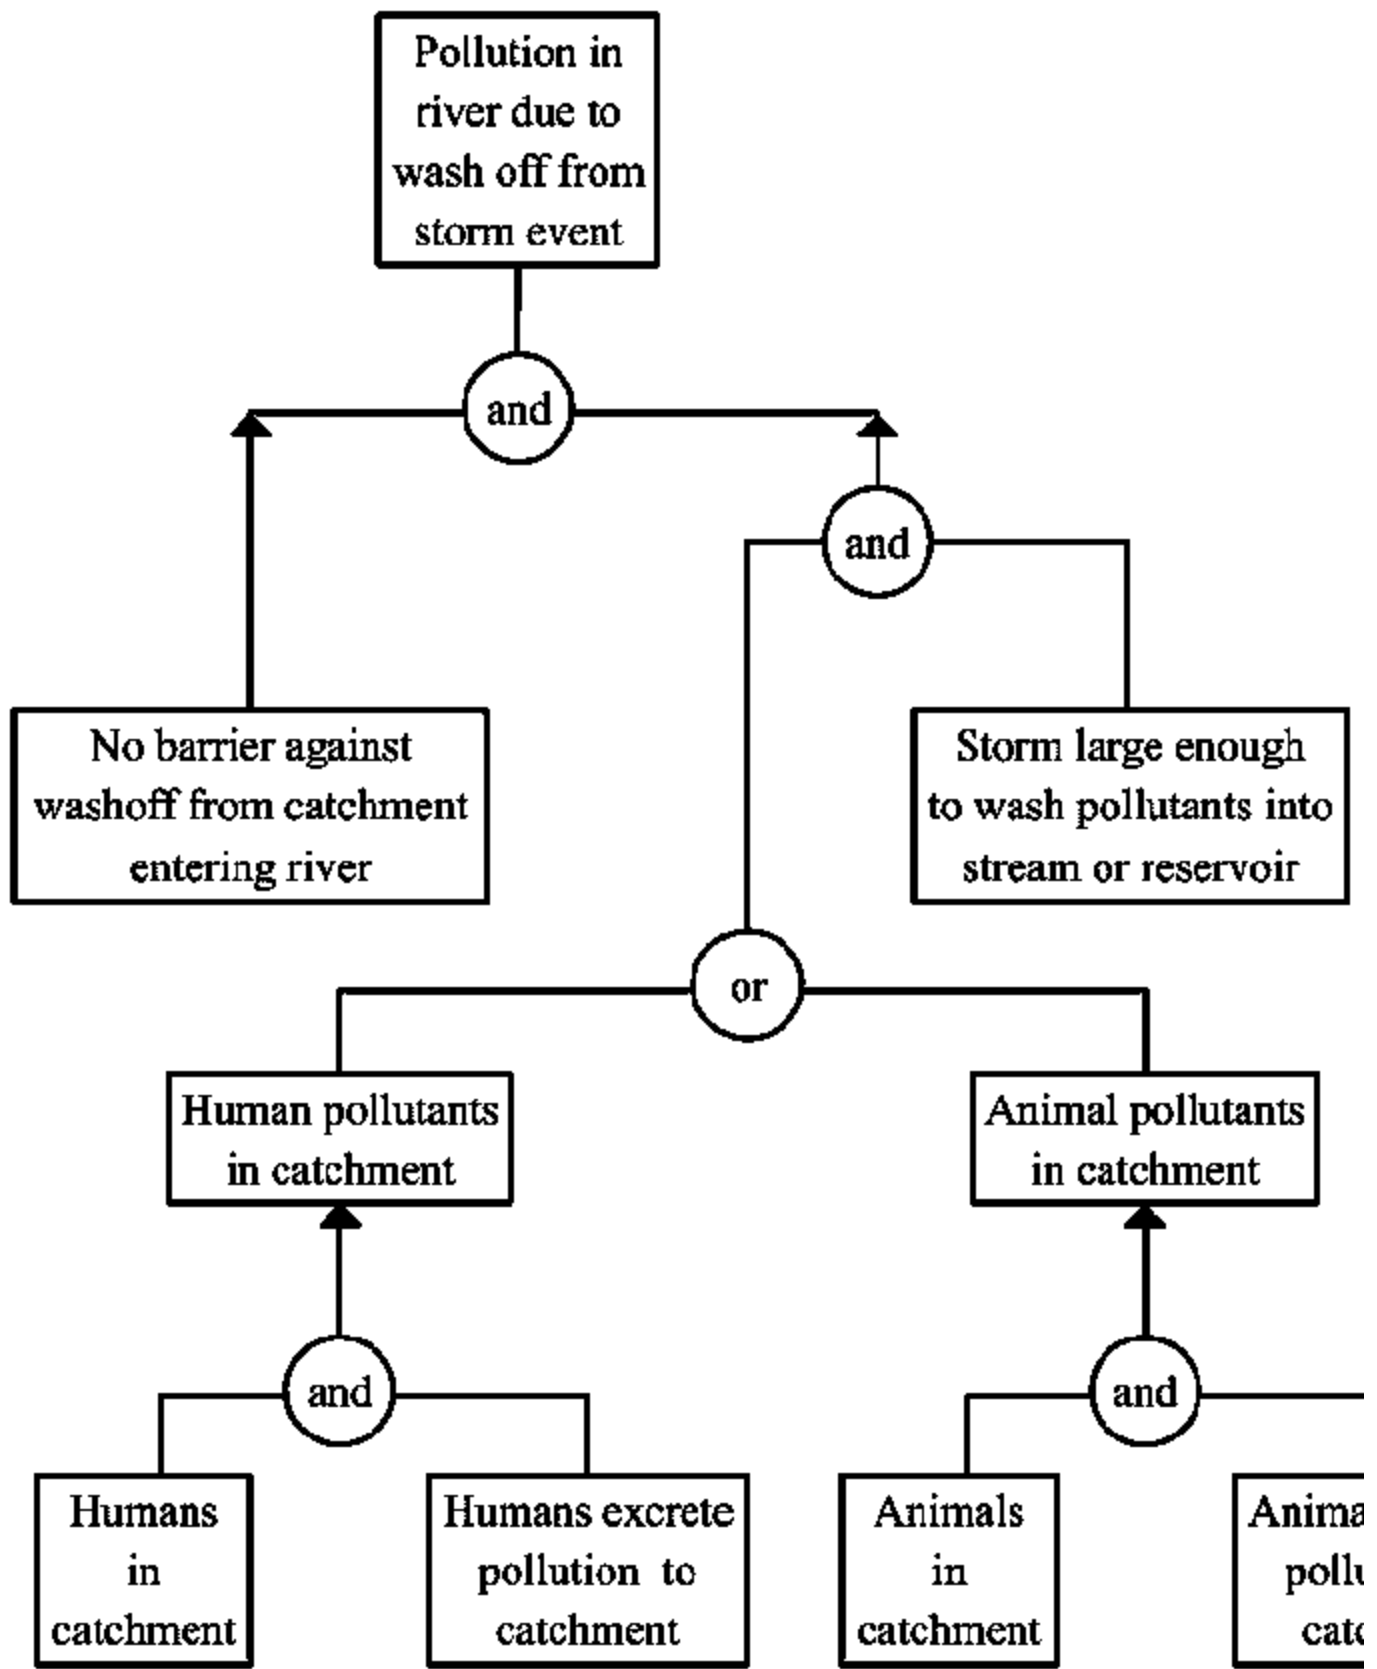 Pollution in
river due to
wash off from
storm event
and
and
No barrier against
washoff from catchment
entering river
Storm large enough
to wash pollutants into
stream or reservoir
or
Human pollutants
in catchment
Animal pollutants
in catchment
and
and
Humans
in
catchment
Humans excrete
pollution to
catchment
Animals
in
catchment